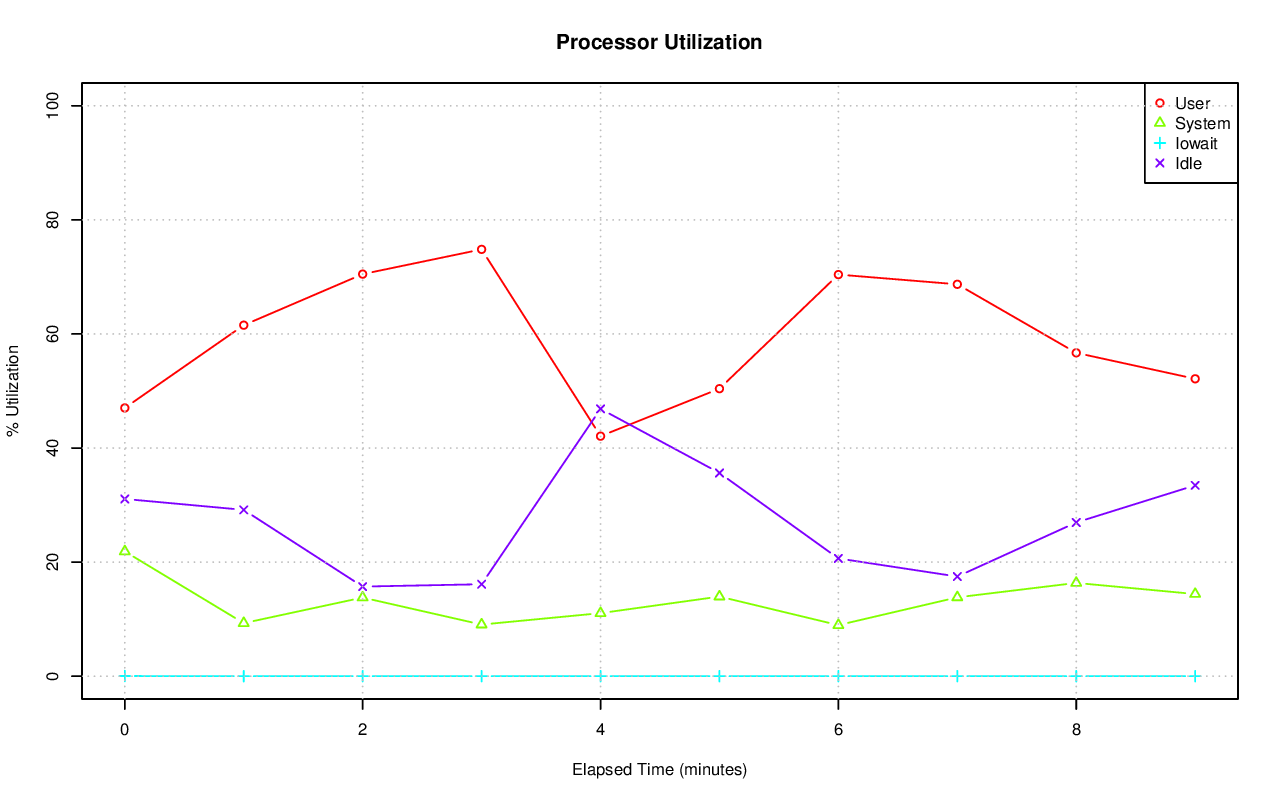 Processor Utilization
User
System
Iowait
Idle
% Utilization
100
80
60
40
20
0
0 2 4 6 8
Elapsed Time (minutes)